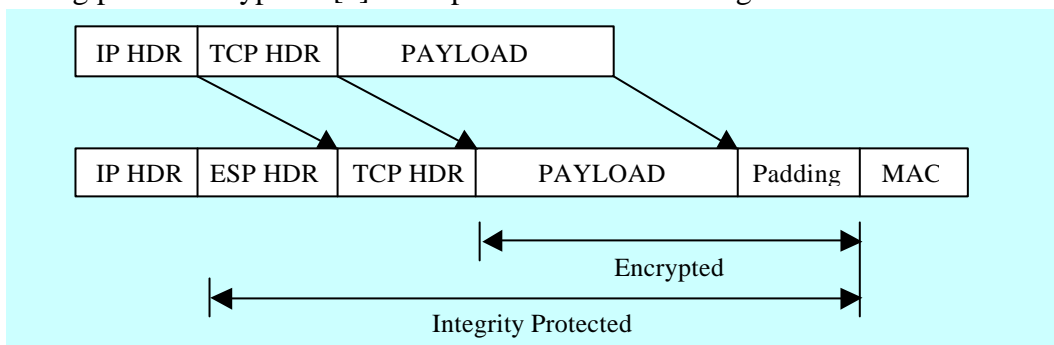 IP HDR TCP HDR PAYLOAD
IP HDR ESP HDR TCP HDR PAYLOAD Padding MAC
Encrypted
Integrity Protected